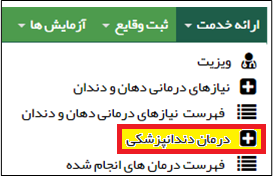 ارائه خدمت ثبت وقایع آزمایش ها
ویزیت
نیازهای درمانی دهان و دندان
فهرست نیازهای درمانی دهان و دندان
درمان دندانپزشکی
فهرست درمان های انجام شده